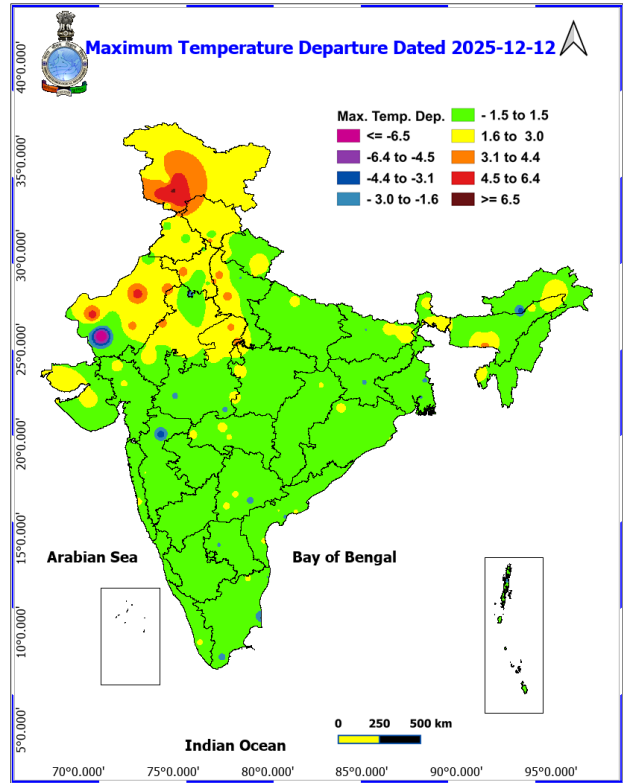 Maximum Temperature Departure Dated 2025-12-12
Max. Temp. Dep.
<= -6.5
-6.4 to -4.5
-4.4 to -3.1
- 3.0 to -1.6
- 1.5 to 1.5
1.6 to 3.0
3.1 to 4.4
4.5 to 6.4
>= 6.5
40°0.000'
35°0.000'
30°0.000'
25°0.000'
20°0.000'
15°0.000'
10°0.000'
5°0.000'
Arabian Sea
Bay of Bengal
0 250 500 km
Indian Ocean
70°0.000' 75°0.000' 80°0.000' 85°0.000' 90°0.000' 95°0.000'